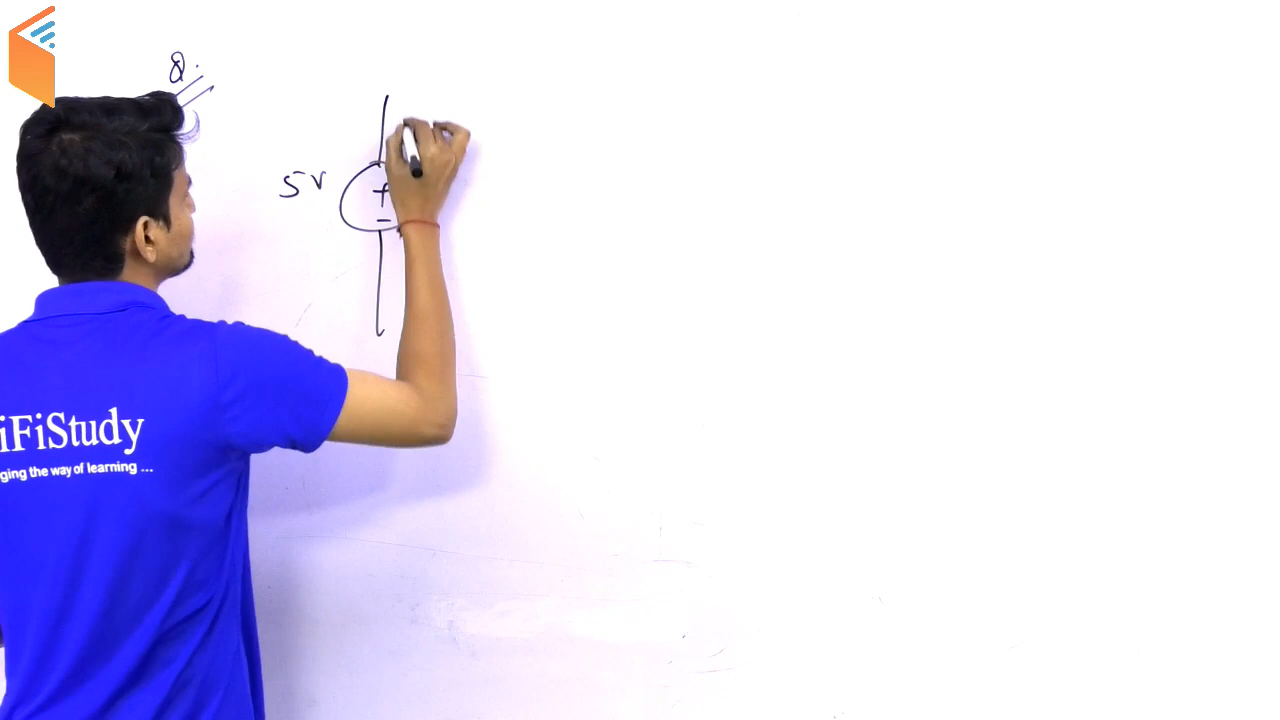 Q.
5V
+
-
iFiStudy
ging the way of learning ...